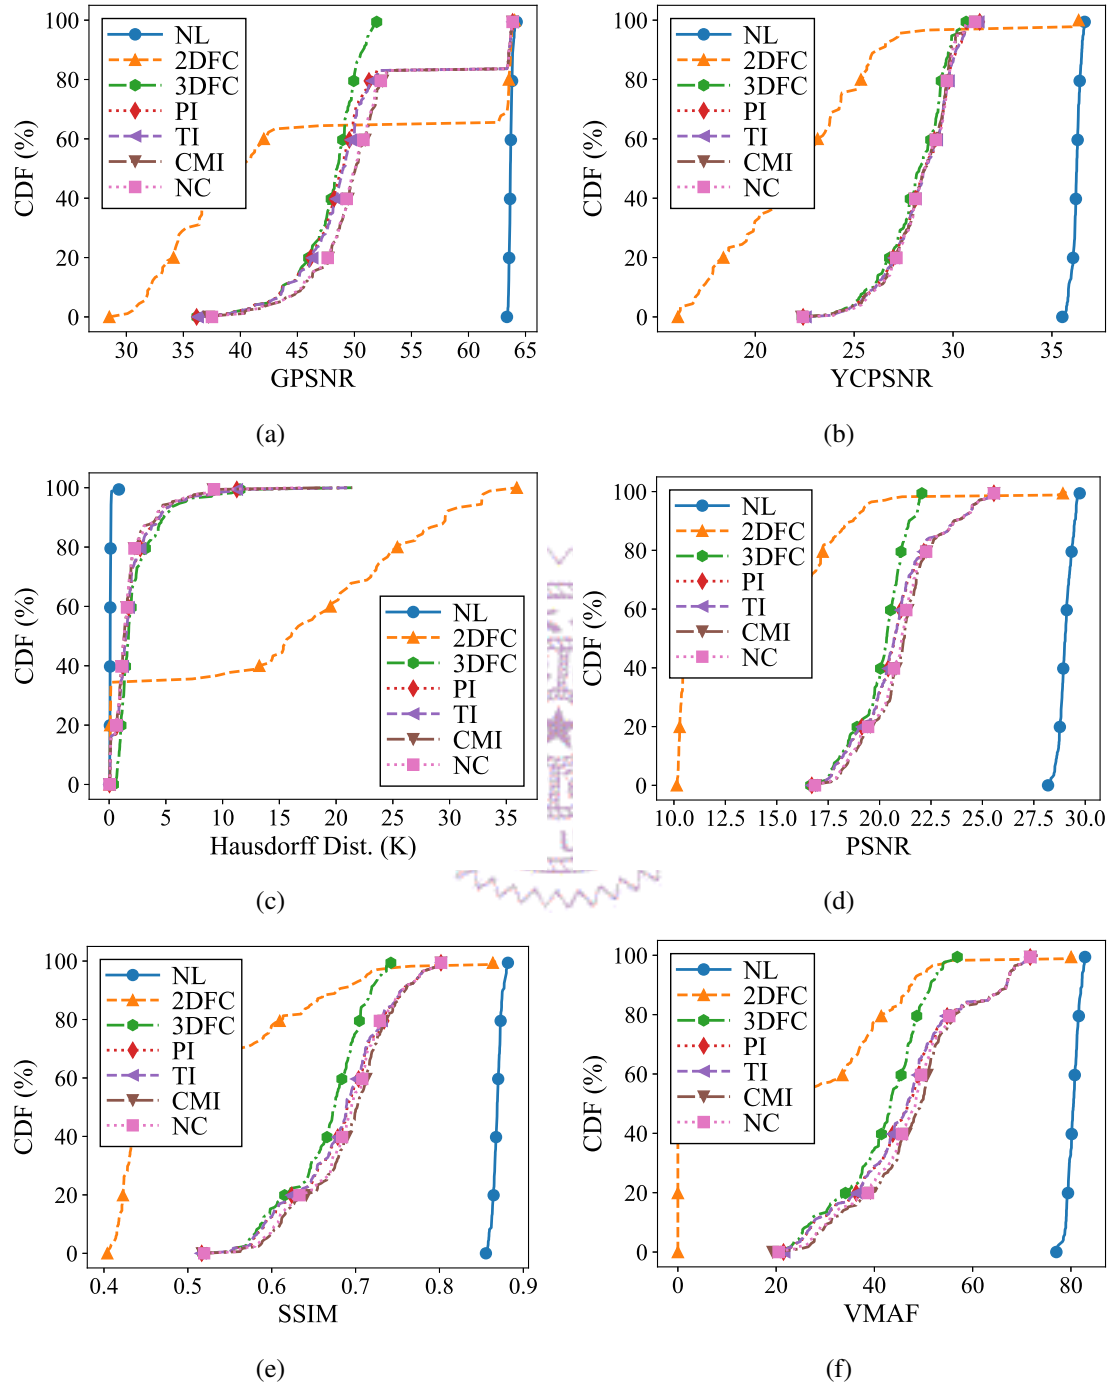 100
80
60
40
20
0
CDF (%)
NL
2DFC
3DFC
PI
TI
CMI
NC
30 35 40 45 50 55 60 65
GPSNR
(a)
100
80
60
40
20
0
CDF (%)
NL
2DFC
3DFC
PI
TI
CMI
NC
20 25 30 35
YCPSNR
(b)
100
80
60
40
20
0
CDF (%)
NL
2DFC
3DFC
PI
TI
CMI
NC
0 5 10 15 20 25 30 35
Hausdorff Dist. (K)
(c)
100
80
60
40
20
0
CDF (%)
NL
2DFC
3DFC
PI
TI
CMI
NC
10.0 12.5 15.0 17.5 20.0 22.5 25.0 27.5 30.0
PSNR
(d)
100
80
60
40
20
0
CDF (%)
NL
2DFC
3DFC
PI
TI
CMI
NC
0.4 0.5 0.6 0.7 0.8 0.9
SSIM
(e)
100
80
60
40
20
0
CDF (%)
NL
2DFC
3DFC
PI
TI
CMI
NC
0 20 40 60 80
VMAF
(f)